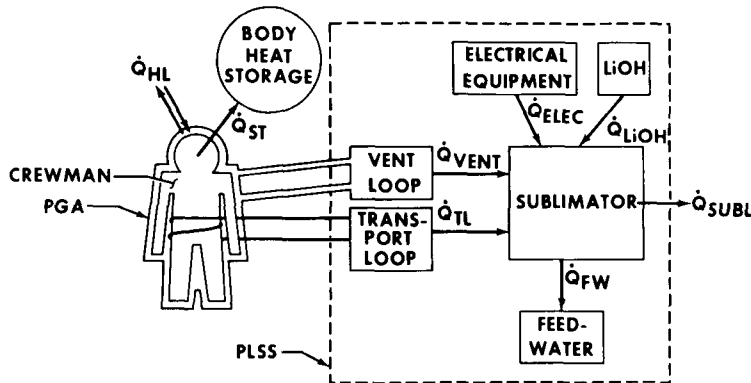 BODY
HEAT
STORAGE
Q̇HL
Q̇ST
CREWMAN
PGA
ELECTRICAL
EQUIPMENT
LiOH
Q̇ELEC
Q̇LiOH
VENT
LOOP
Q̇VENT
SUBLIMATOR
Q̇SUBL
TRANS-
PORT
LOOP
Q̇TL
Q̇FW
FEED-
WATER
PLSS